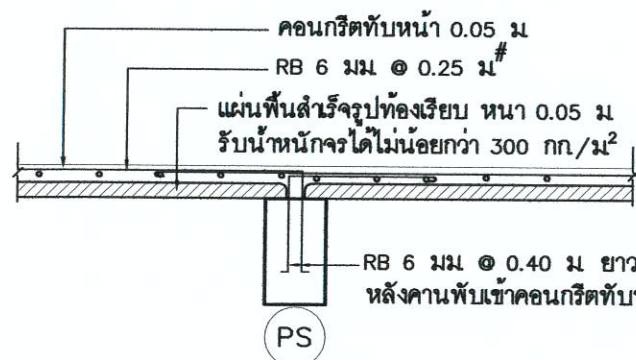 คอนกรีตทับหน้า 0.05 ม
RB 6 มม @ 0.25 ม#
แผ่นพื้นสำเร็จรูปท้องเรียบ หนา 0.05 ม
รับน้ำหนักจรได้ไม่น้อยกว่า 300 กก/ม²
RB 6 มม @ 0.40 ม ยาว
หลังคานพับเข้าคอนกรีตทับ
PS